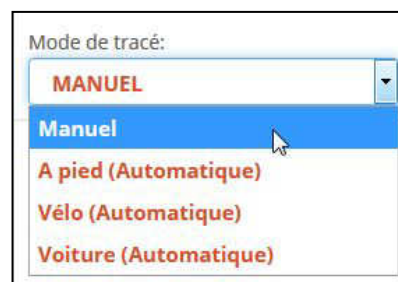 Mode de tracé:
MANUEL
Manuel
A pied (Automatique)
Vélo (Automatique)
Voiture (Automatique)